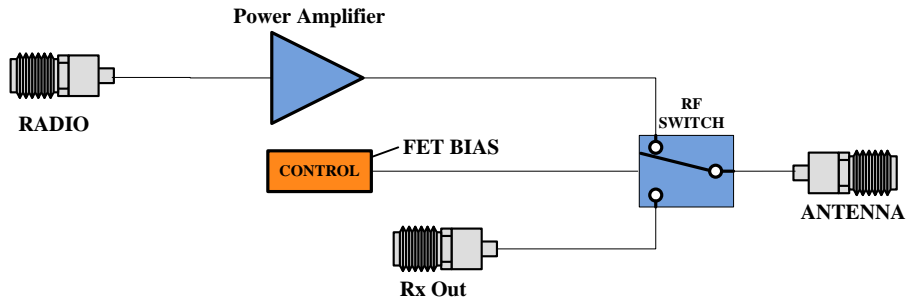 Power Amplifier
RADIO
RF
SWITCH
FET BIAS
CONTROL
ANTENNA
Rx Out